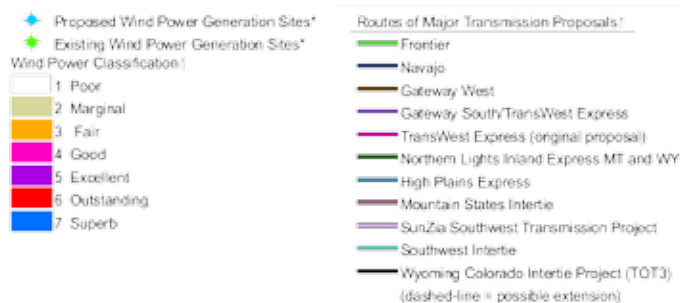 Proposed Wind Power Generation Sites*
Existing Wind Power Generation Sites*
Wind Power Classification†
1 Poor
2 Marginal
3 Fair
4 Good
5 Excellent
6 Outstanding
7 Superb
Routes of Major Transmission Proposals†
Frontier
Navajo
Gateway West
Gateway South/TransWest Express
TransWest Express (original proposal)
Northern Lights Inland Express MT and WY
High Plains Express
Mountain States Intertie
SunZia Southwest Transmission Project
Southwest Intertie
Wyoming Colorado Intertie Project (TOT3)
(dashed-line = possible extension)